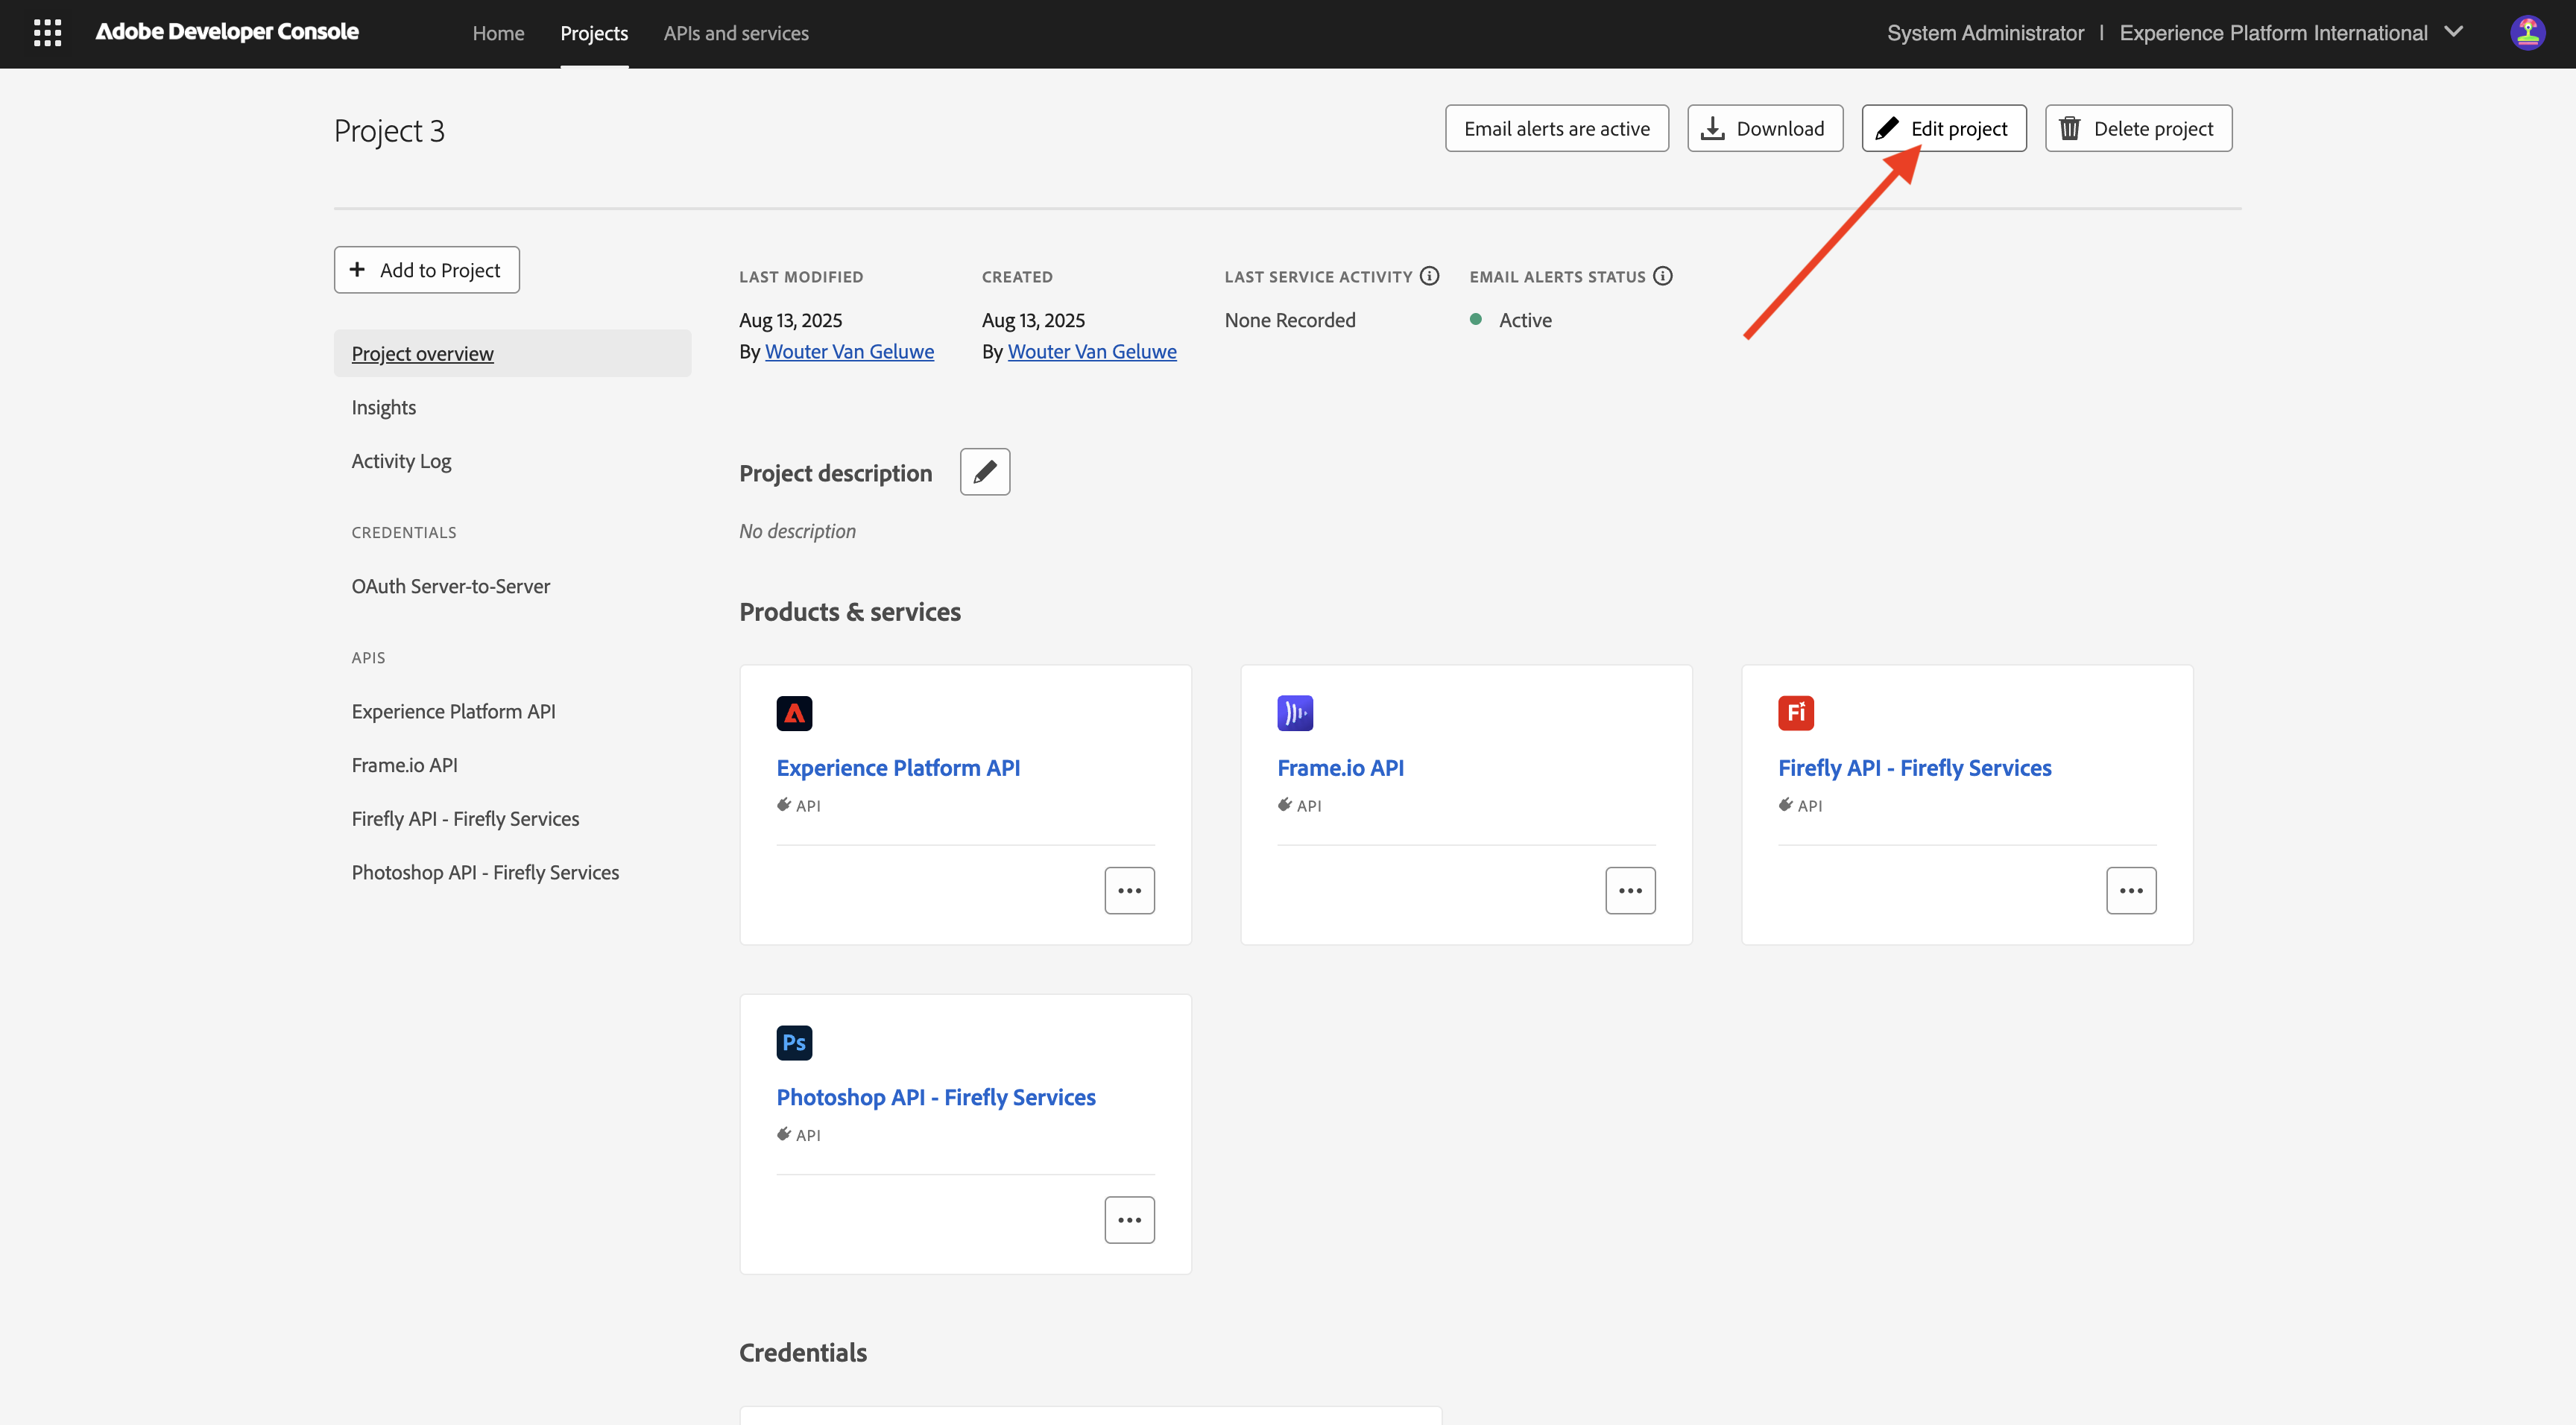 Adobe Developer Console
Home
Projects
APIs and services
System Administrator | Experience Platform International
Project 3
Email alerts are active
Download
Edit project
Delete project
+ Add to Project
Project overview
Insights
Activity Log
CREDENTIALS
OAuth Server-to-Server
APIS
Experience Platform API
Frame.io API
Firefly API - Firefly Services
Photoshop API - Firefly Services
LAST MODIFIED
Aug 13, 2025
By Wouter Van Geluwe
CREATED
Aug 13, 2025
By Wouter Van Geluwe
LAST SERVICE ACTIVITY
None Recorded
EMAIL ALERTS STATUS
Active
Project description
No description
Products & services
Experience Platform API
API
Frame.io API
API
Fi
Firefly API - Firefly Services
API
Ps
Photoshop API - Firefly Services
API
Credentials